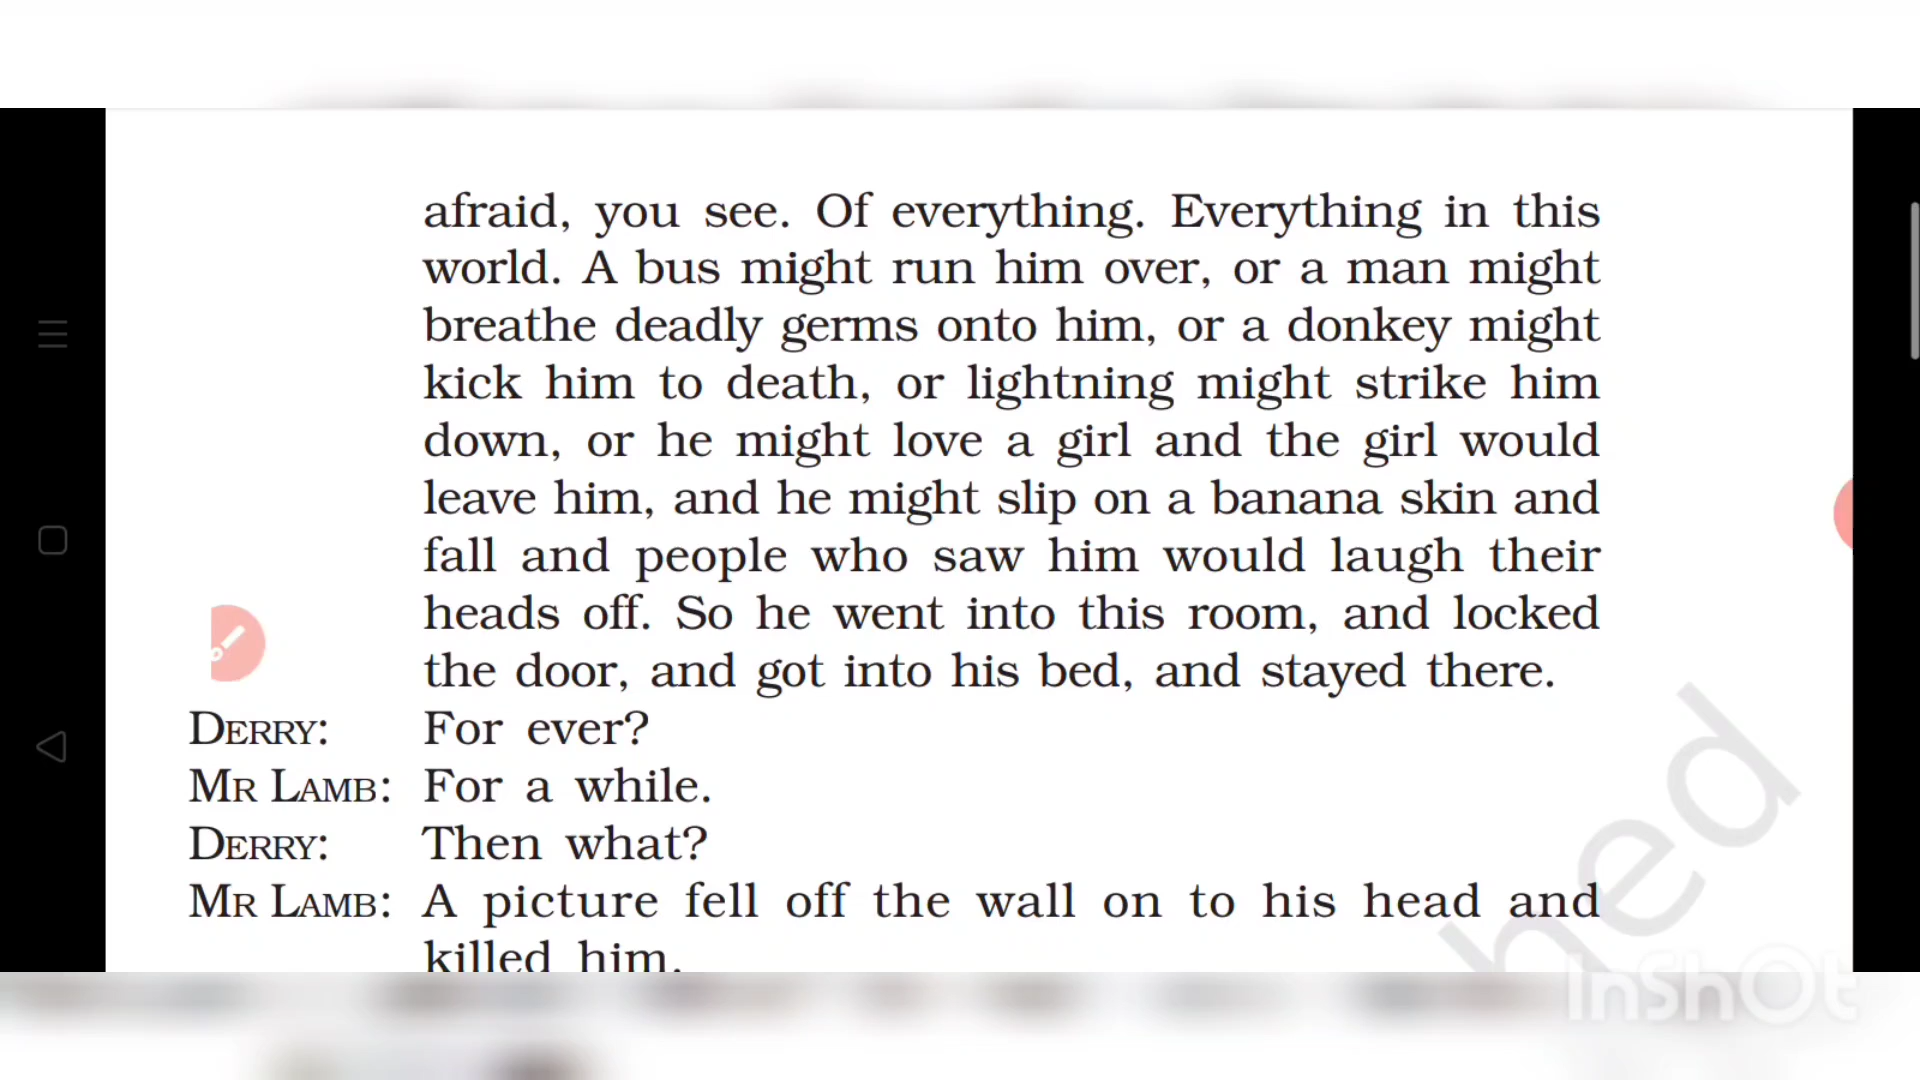 afraid, you see. Of everything. Everything in this
world. A bus might run him over, or a man might
breathe deadly germs onto him, or a donkey might
kick him to death, or lightning might strike him
down, or he might love a girl and the girl would
leave him, and he might slip on a banana skin and
fall and people who saw him would laugh their
heads off. So he went into this room, and locked
the door, and got into his bed, and stayed there.
DERRY: For ever?
MR LAMB: For a while.
DERRY: Then what?
MR LAMB: A picture fell off the wall on to his head and
killed him.
hed
InShOt